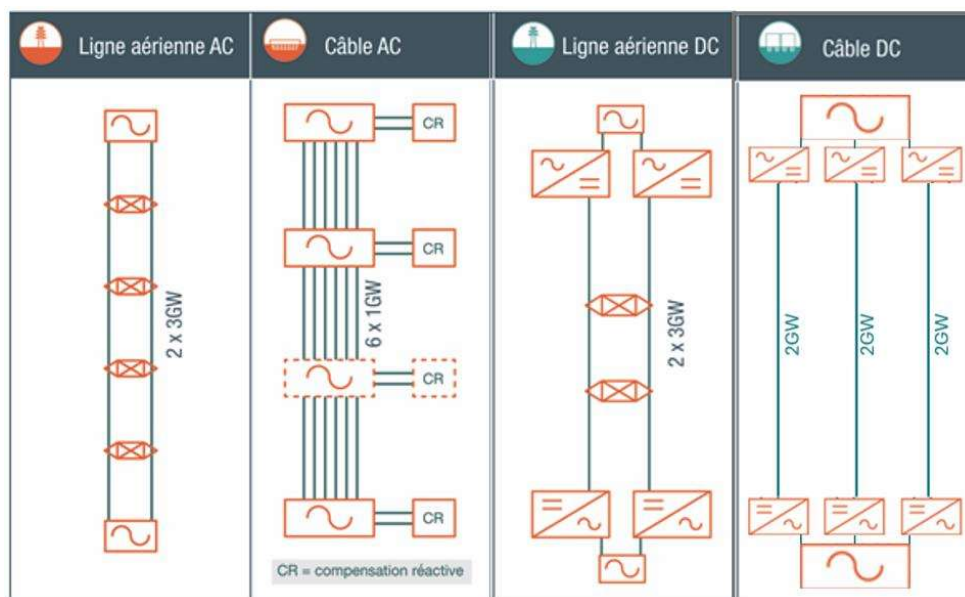 Ligne aérienne AC
Câble AC
Ligne aérienne DC
Câble DC
2 x 3GW
CR
CR
6 x 1GW
CR
CR
CR = compensation réactive
2 x 3GW
2GW
2GW
2GW